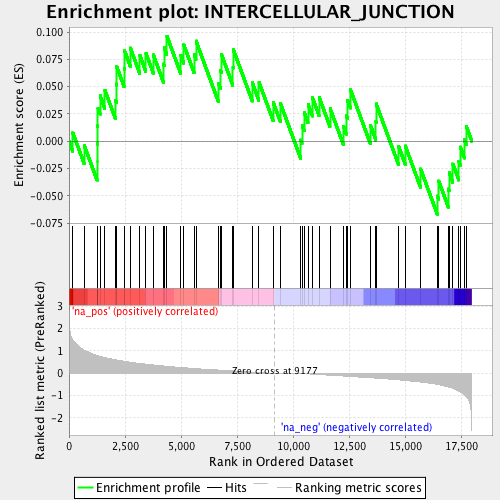 Enrichment plot: INTERCELLULAR_JUNCTION
Enrichment score (ES)
0.100
0.075
0.050
0.025
0.000
-0.025
-0.050
-0.075
'na_pos' (positively correlated)
Ranked list metric (PreRanked)
3
2
1
0
-1
-2
Zero cross at 9177
'na_neg' (negatively correlated)
0
2,500
5,000
7,500
10,000
12,500
15,000
17,500
Rank in Ordered Dataset
Enrichment profile
Hits
Ranking metric scores